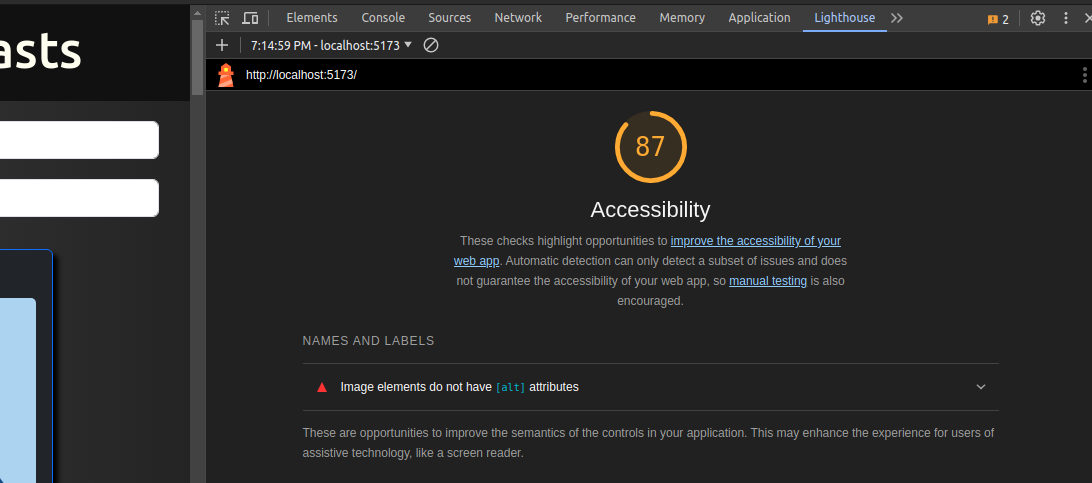 Elements Console Sources Network Performance Memory Application Lighthouse 2
asts
7:14:59 PM - localhost:5173
http://localhost:5173/
87
Accessibility
These checks highlight opportunities to improve the accessibility of your
web app. Automatic detection can only detect a subset of issues and does
not guarantee the accessibility of your web app, so manual testing is also
encouraged.
NAMES AND LABELS
Image elements do not have [alt] attributes
These are opportunities to improve the semantics of the controls in your application. This may enhance the experience for users of
assistive technology, like a screen reader.